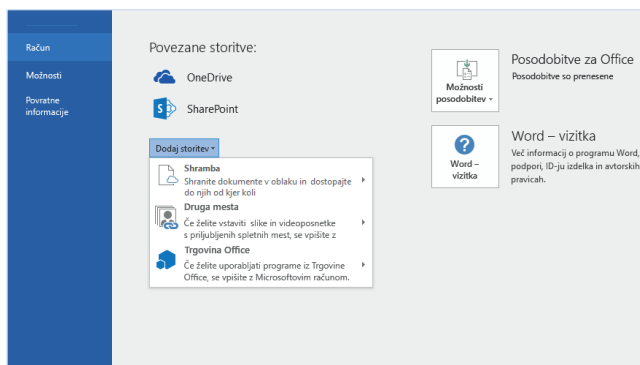 Račun
Možnosti
Povratne
informacije
Povezane storitve:
OneDrive
SharePoint
Dodaj storitev
Shramba
Shranite dokumente v oblaku in dostopajte
do njih od kjer koli
Druga mesta
Če želite vstaviti slike in videoposnetke
s priljubljenih spletnih mest, se vpišite z
Trgovina Office
Če želite uporabljati programe iz Trgovine
Office, se vpišite z Microsoftovim računom.
Možnosti
posodobitev
Posodobitve za Office
Posodobitve so prenesene
Word –
vizitka
Word – vizitka
Več informacij o programu Word,
podpori, ID-ju izdelka in avtorskih
pravicah.